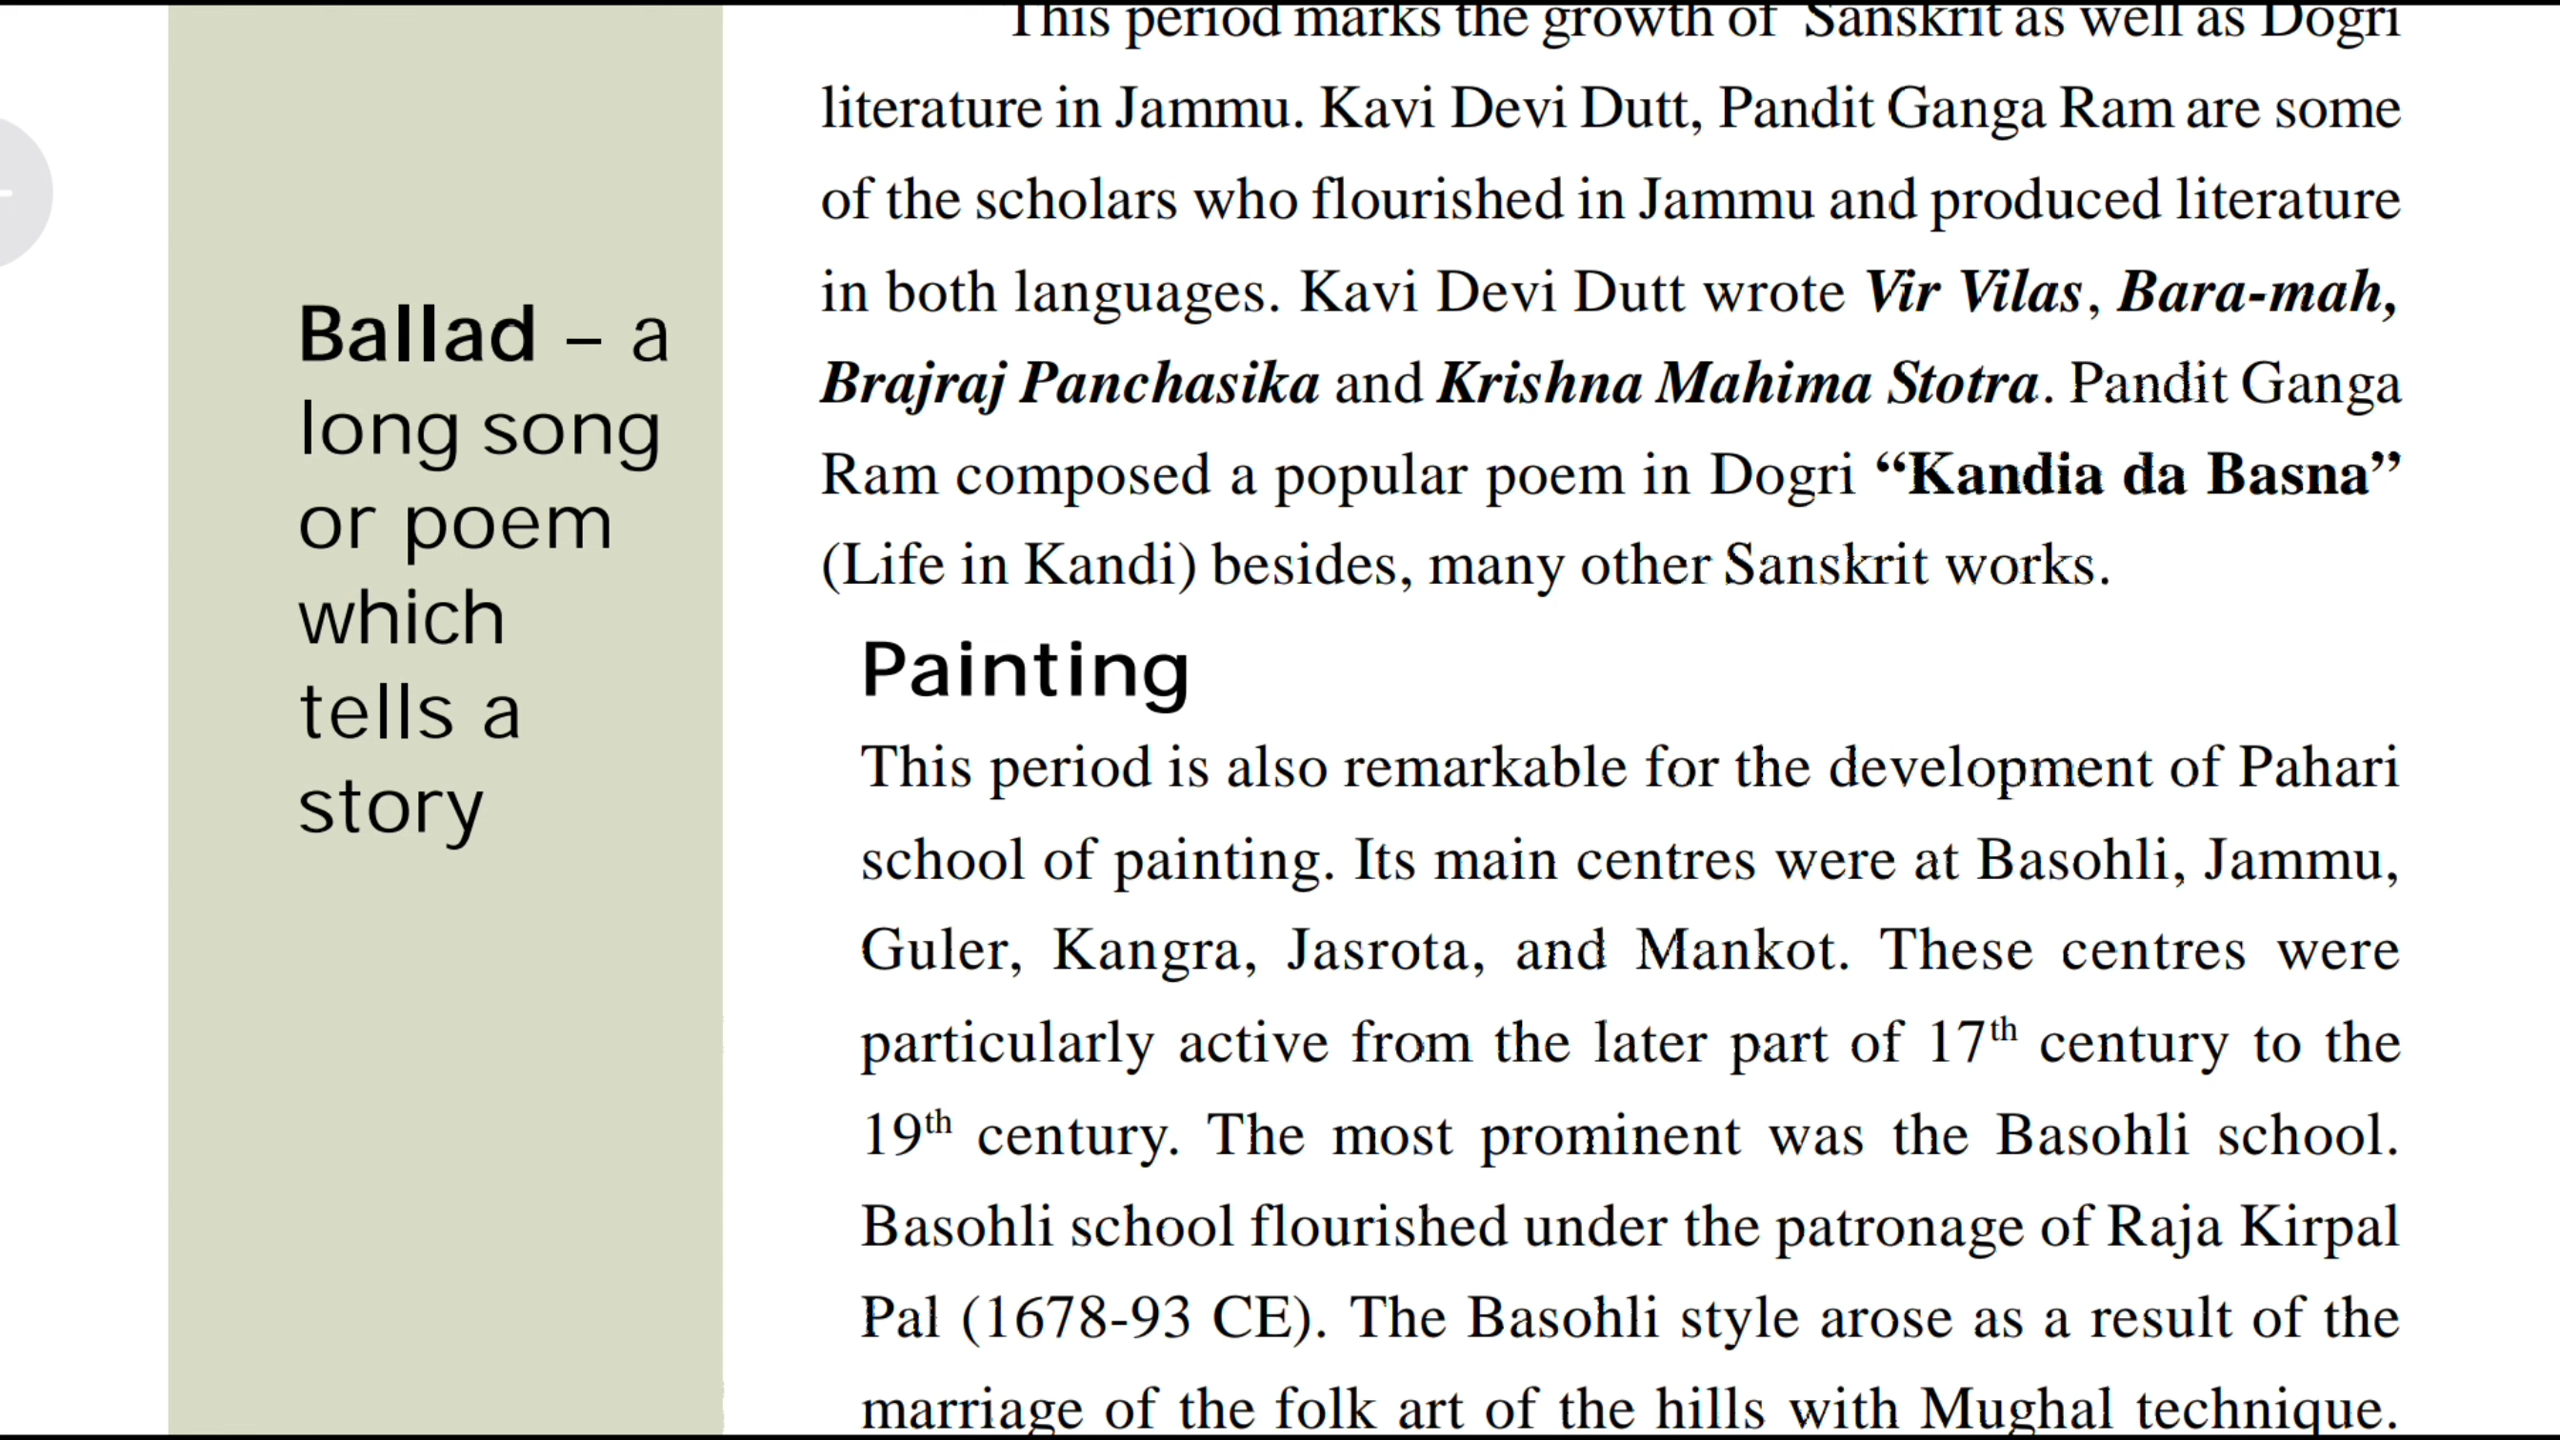 Ballad – a
long song
or poem
which
tells a
story
This period marks the growth of Sanskrit as well as Dogri
literature in Jammu. Kavi Devi Dutt, Pandit Ganga Ram are some
of the scholars who flourished in Jammu and produced literature
in both languages. Kavi Devi Dutt wrote Vir Vilas, Bara-mah,
Brajraj Panchasika and Krishna Mahima Stotra. Pandit Ganga
Ram composed a popular poem in Dogri “Kandia da Basna”
(Life in Kandi) besides, many other Sanskrit works.
Painting
This period is also remarkable for the development of Pahari
school of painting. Its main centres were at Basohli, Jammu,
Guler, Kangra, Jasrota, and Mankot. These centres were
particularly active from the later part of 17th century to the
19th century. The most prominent was the Basohli school.
Basohli school flourished under the patronage of Raja Kirpal
Pal (1678-93 CE). The Basohli style arose as a result of the
marriage of the folk art of the hills with Mughal technique.